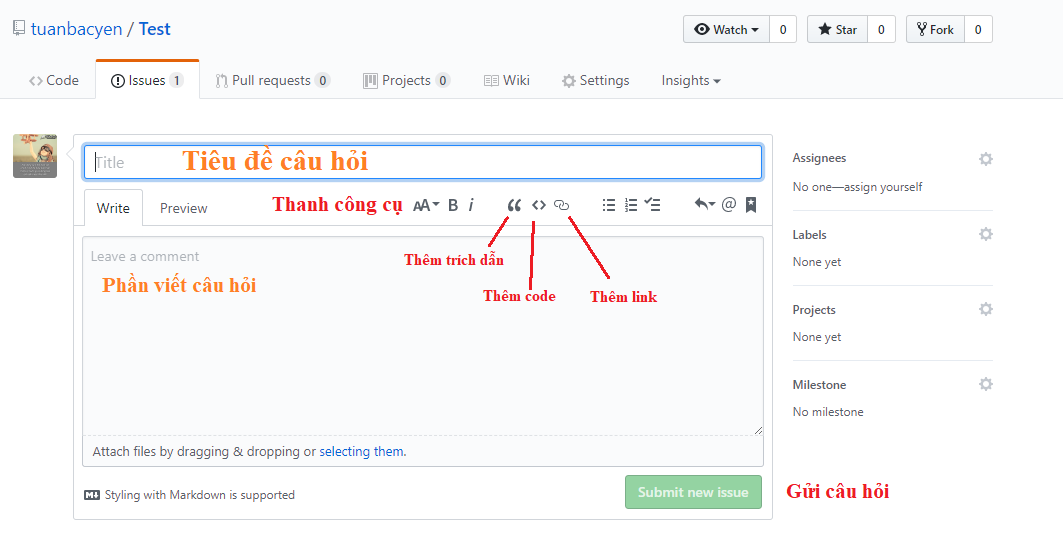 tuanbacyen / Test
Watch 0 Star 0 Fork 0
Code Issues 1 Pull requests 0 Projects 0 Wiki Settings Insights
Title Tiêu đề câu hỏi
Write Preview Thanh công cụ AA B i
Leave a comment
Phần viết câu hỏi
Thêm trích dẫn
Thêm code
Thêm link
Attach files by dragging & dropping or selecting them.
Styling with Markdown is supported
Submit new issue
Gửi câu hỏi
Assignees
No one—assign yourself
Labels
None yet
Projects
None yet
Milestone
No milestone